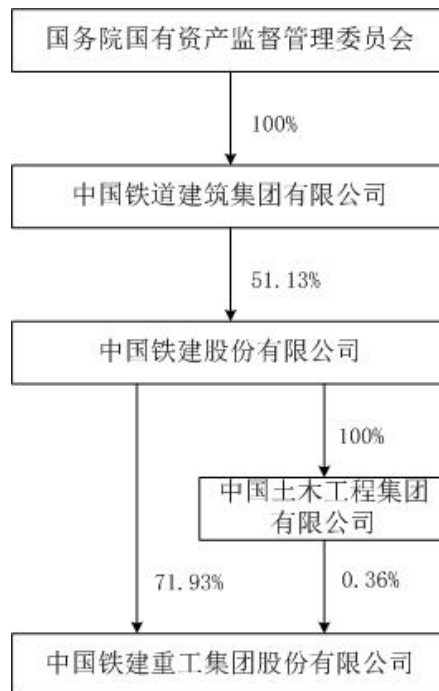 国务院国有资产监督管理委员会
100%
中国铁道建筑集团有限公司
51.13%
中国铁建股份有限公司
100%
中国土木工程集团
有限公司
71.93%
0.36%
中国铁建重工集团股份有限公司